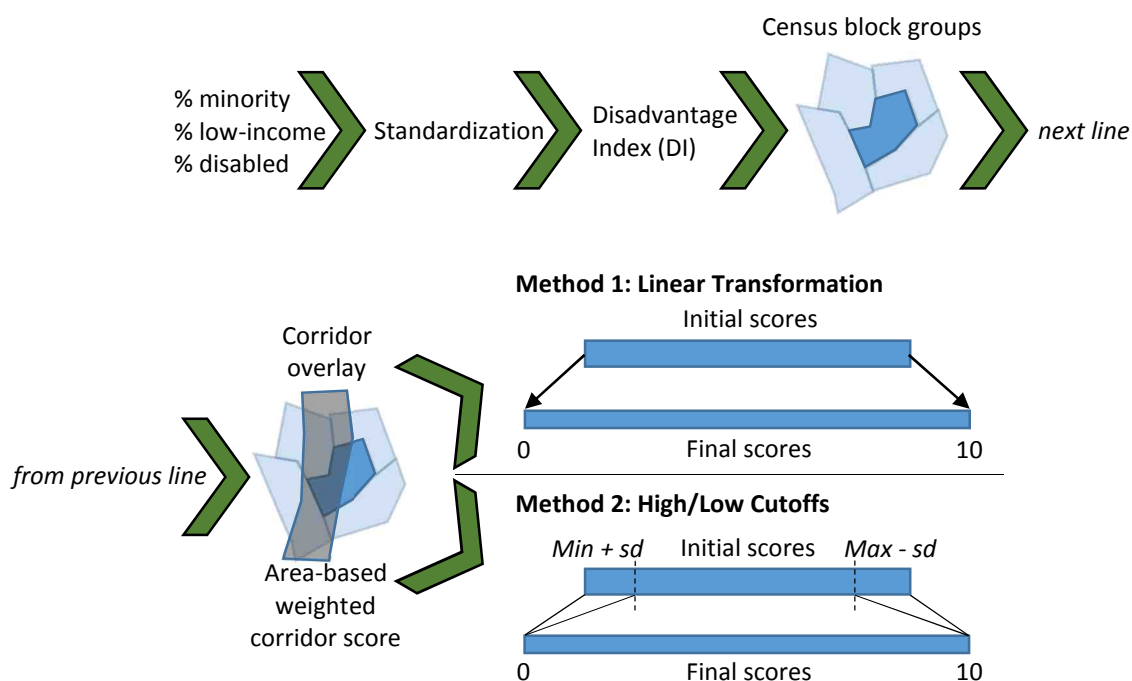 Census block groups
% minority
% low-income
% disabled
Standardization
Disadvantage
Index (DI)
next line
Method 1: Linear Transformation
Initial scores
Corridor
overlay
0
Final scores
10
from previous line
Method 2: High/Low Cutoffs
Min + sd
Initial scores
Max - sd
Area-based
weighted
corridor score
0
Final scores
10